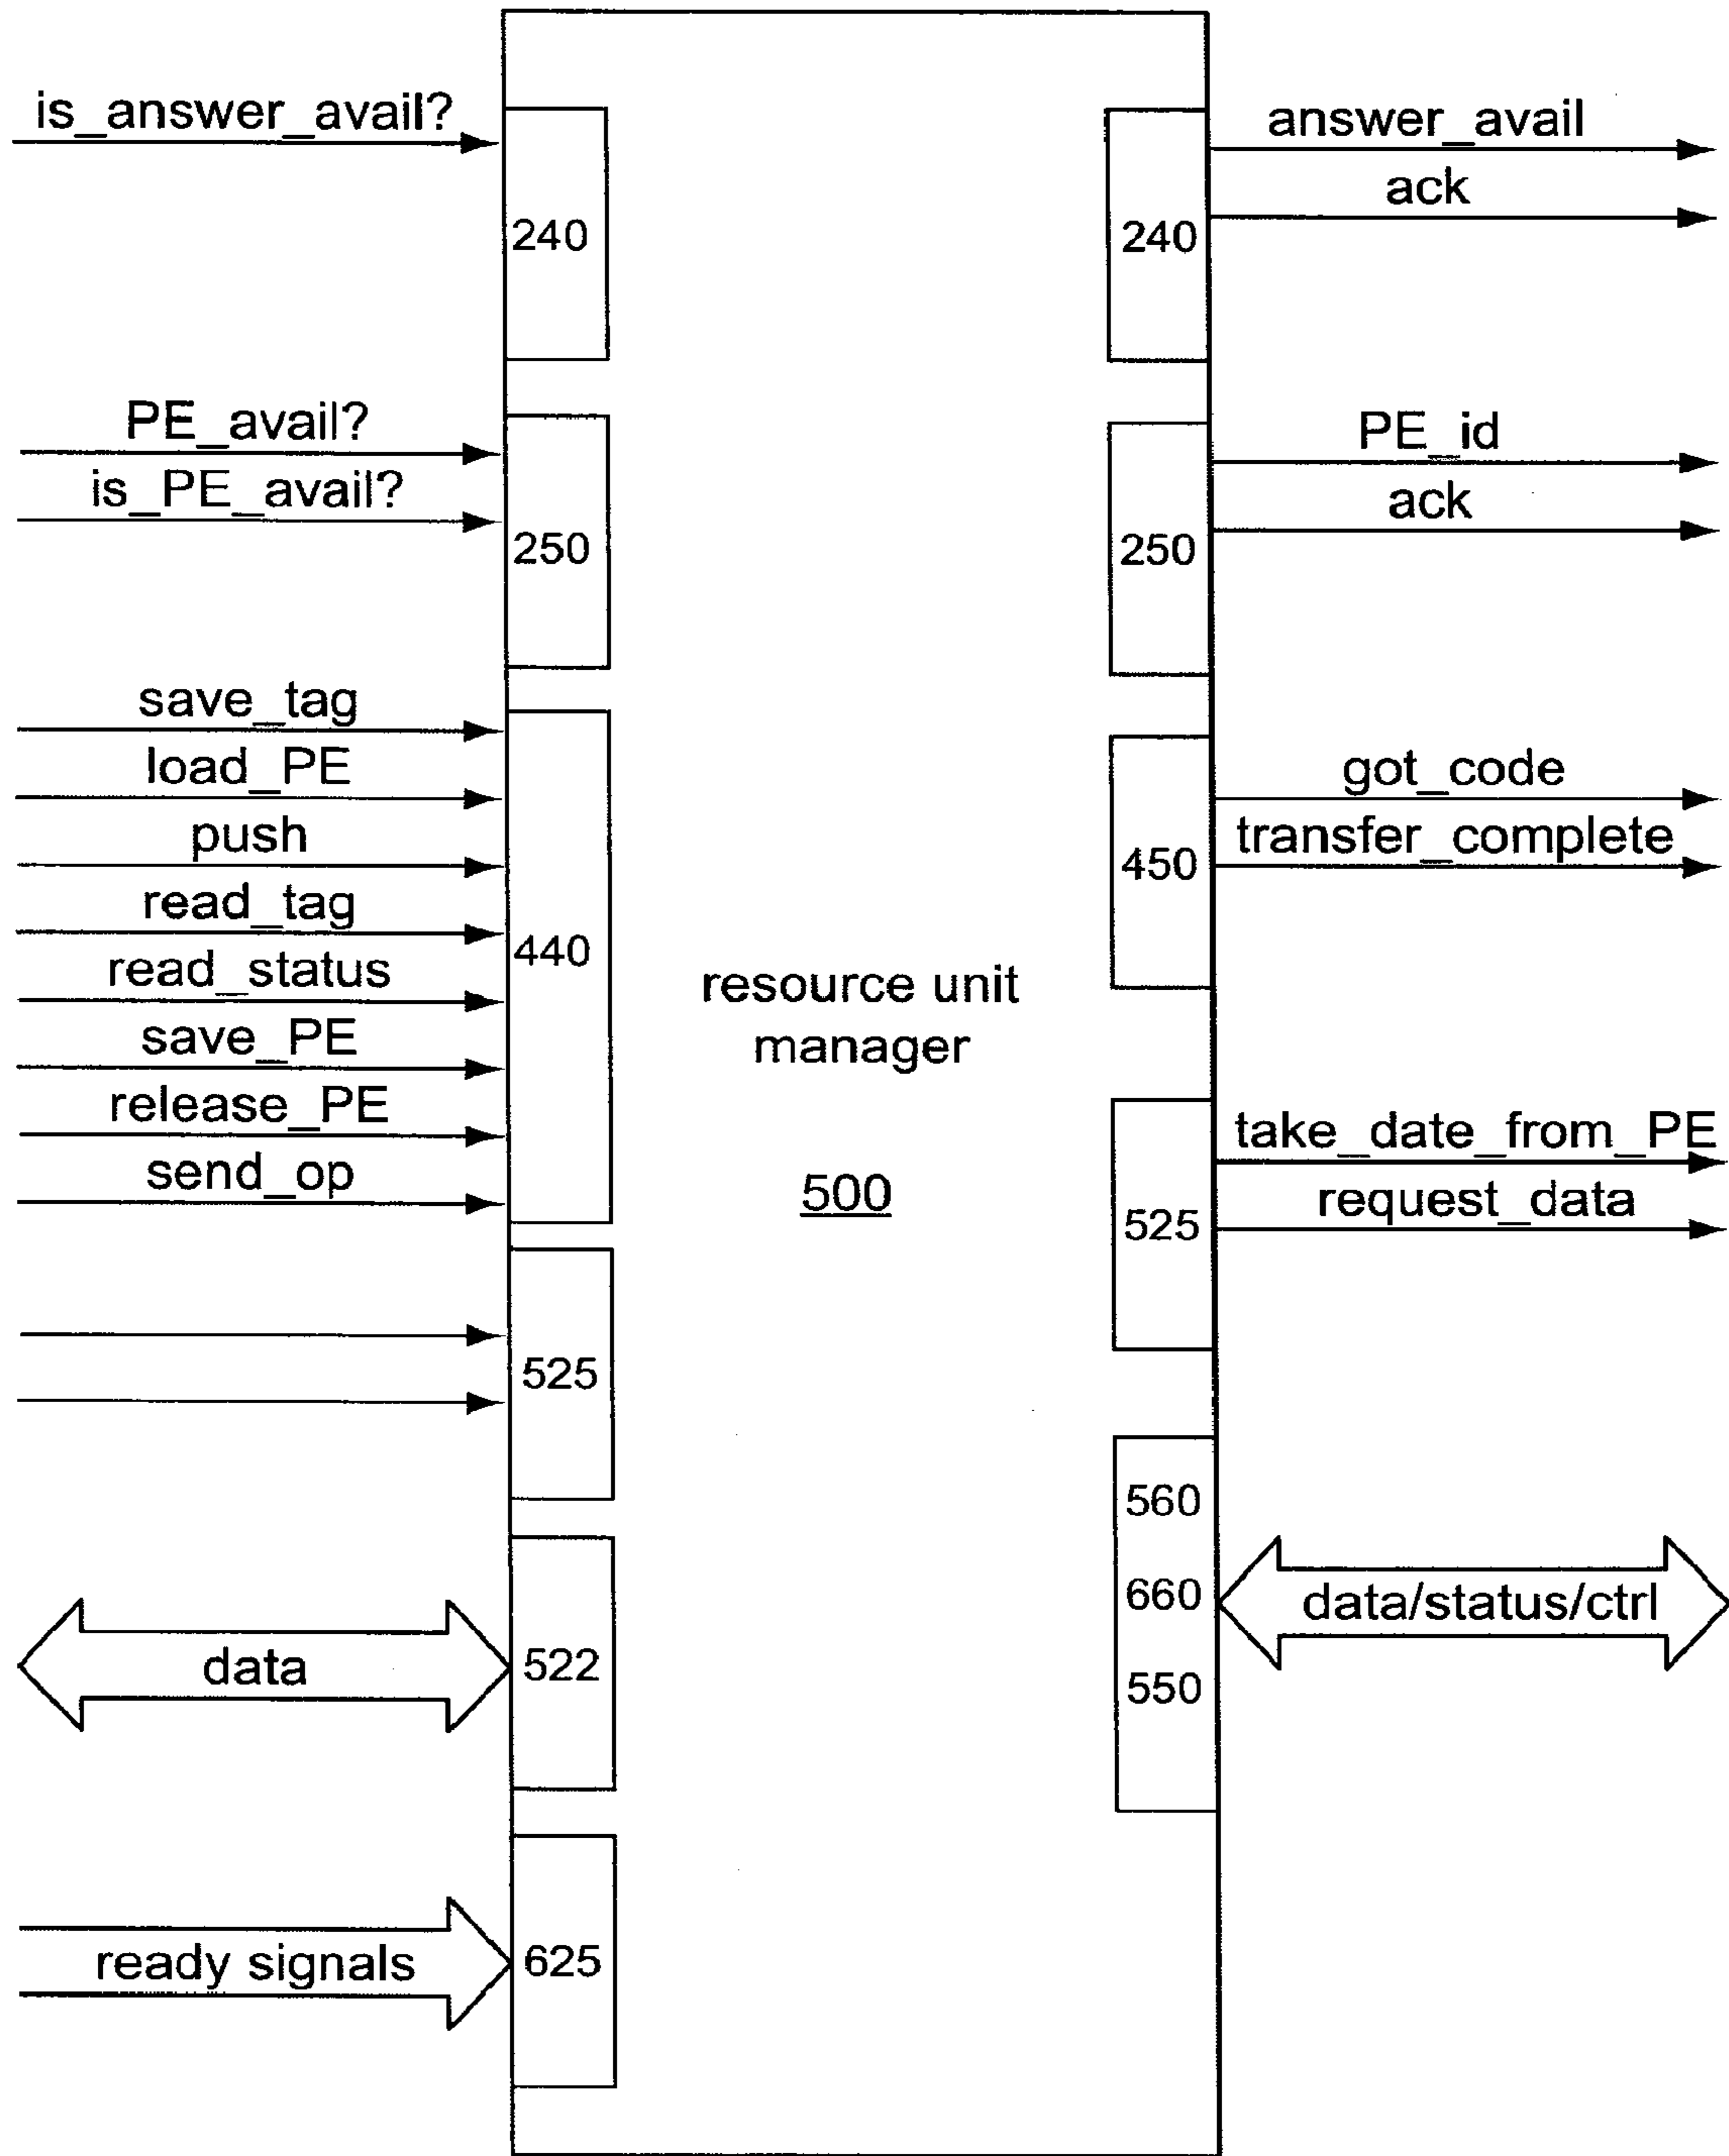 is_answer_avail?
240
PE_avail?
is_PE_avail?
250
save_tag
load_PE
push
read_tag
read_status
save_PE
release_PE
send_op
440
525
data
522
ready signals
625
resource unit
manager
500
240
answer_avail
ack
250
PE_id
ack
450
got_code
transfer_complete
525
take_date_from_PE
request_data
560
660
550
data/status/ctrl